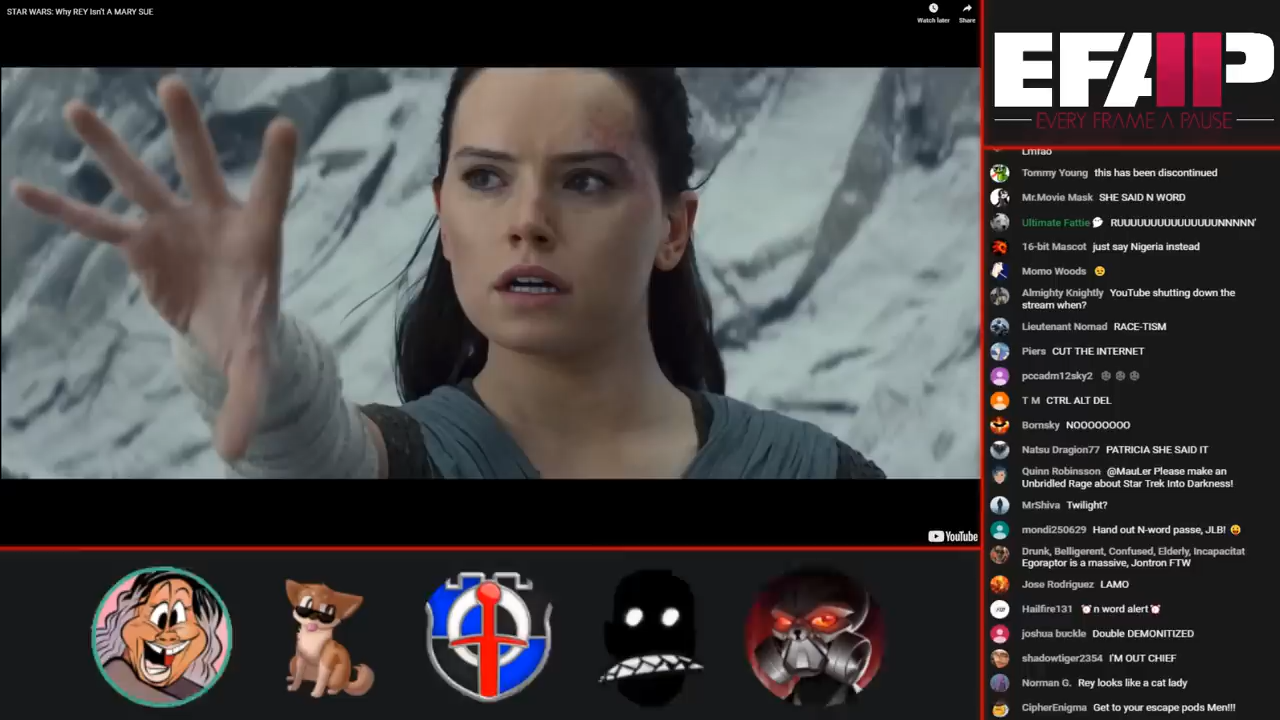 STAR WARS: Why REY Isn't A MARY SUE
Watch later
Share
YouTube
EFAP
EVERY FRAME A PAUSE
Lmfao
Tommy Young this has been discontinued
Mr.Movie Mask SHE SAID N WORD
Ultimate Fattie RUUUUUUUUUUUUUUNNNNN'
16-bit Mascot just say Nigeria instead
Momo Woods
Almighty Knightly YouTube shutting down the
stream when?
Lieutenant Nomad RACE-TISM
Piers CUT THE INTERNET
pccadm12sky2
T M CTRL ALT DEL
Bornsky NOOOOOOOO
Natsu Dragion77 PATRICIA SHE SAID IT
Quinn Robinsson @MauLer Please make an
Unbridled Rage about Star Trek Into Darkness!
MrShiva Twilight?
mondi250629 Hand out N-word passe, JLB!
Drunk, Belligerent, Confused, Elderly, Incapacitat
Egoraptor is a massive, Jontron FTW
Jose Rodriguez LAMO
Hailfire131 n word alert
joshua buckle Double DEMONITIZED
shadowtiger2354 I'M OUT CHIEF
Norman G. Rey looks like a cat lady
CipherEnigma Get to your escape pods Men!!!